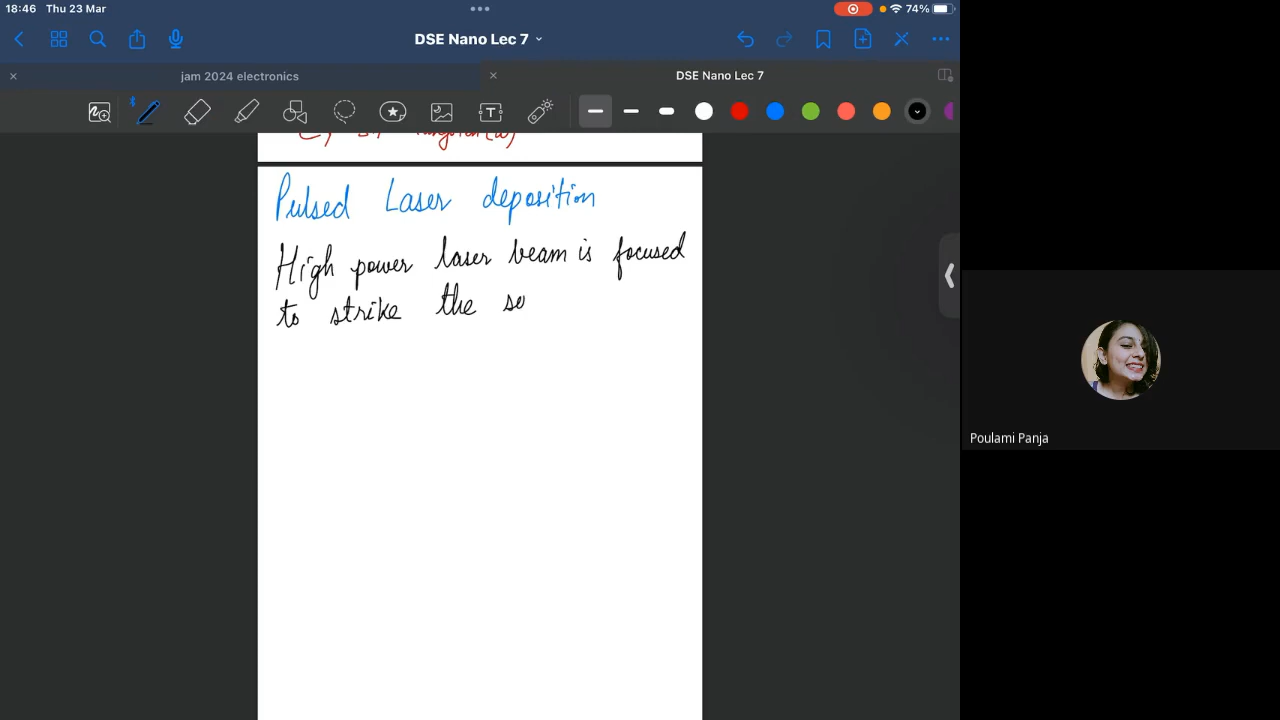 18:46 Thu 23 Mar
74%
DSE Nano Lec 7
jam 2024 electronics
DSE Nano Lec 7
T
Pulsed Laser deposition
High power laser beam is focused
to strike the so
Poulami Panja